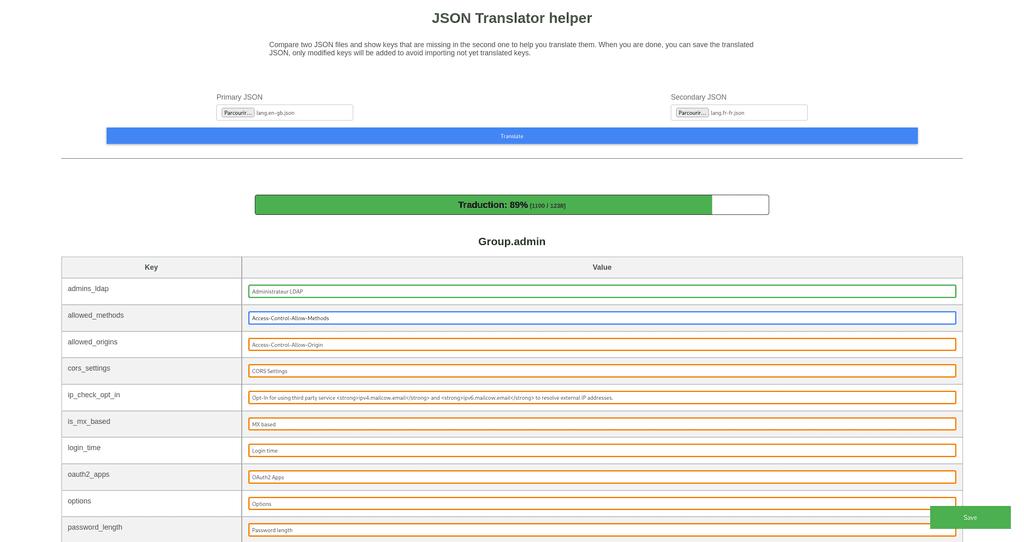 JSON Translator helper
Compare two JSON files and show keys that are missing in the second one to help you translate them. When you are done, you can save the translated
JSON, only modified keys will be added to avoid importing not yet translated keys.
Primary JSON
Secondary JSON
Parcourir... lang.en-gb.json
Parcourir... lang.fr-fr.json
Translate
Traduction: 89% (1100 / 1238)
Group.admin
Key Value
admins_ldap Administrateur LDAP
allowed_methods Access-Control-Allow-Methods
allowed_origins Access-Control-Allow-Origin
cors_settings CORS Settings
ip_check_opt_in Opt-In for using third party service <strong>ipv4.mailcow.email</strong> and <strong>ipv6.mailcow.email</strong> to resolve external IP addresses.
is_mx_based MX based
login_time Login time
oauth2_apps OAuth2 Apps
options Options
Save
password_length Password length